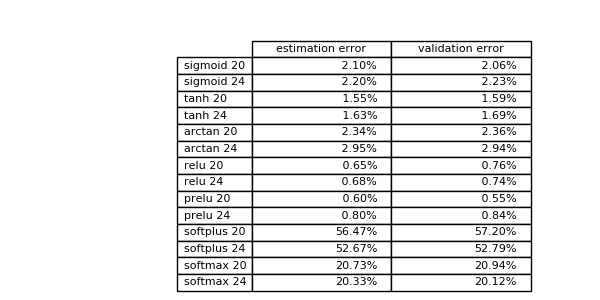 estimation error validation error
sigmoid 20 2.10% 2.06%
sigmoid 24 2.20% 2.23%
tanh 20 1.55% 1.59%
tanh 24 1.63% 1.69%
arctan 20 2.34% 2.36%
arctan 24 2.95% 2.94%
relu 20 0.65% 0.76%
relu 24 0.68% 0.74%
prelu 20 0.60% 0.55%
prelu 24 0.80% 0.84%
softplus 20 56.47% 57.20%
softplus 24 52.67% 52.79%
softmax 20 20.73% 20.94%
softmax 24 20.33% 20.12%